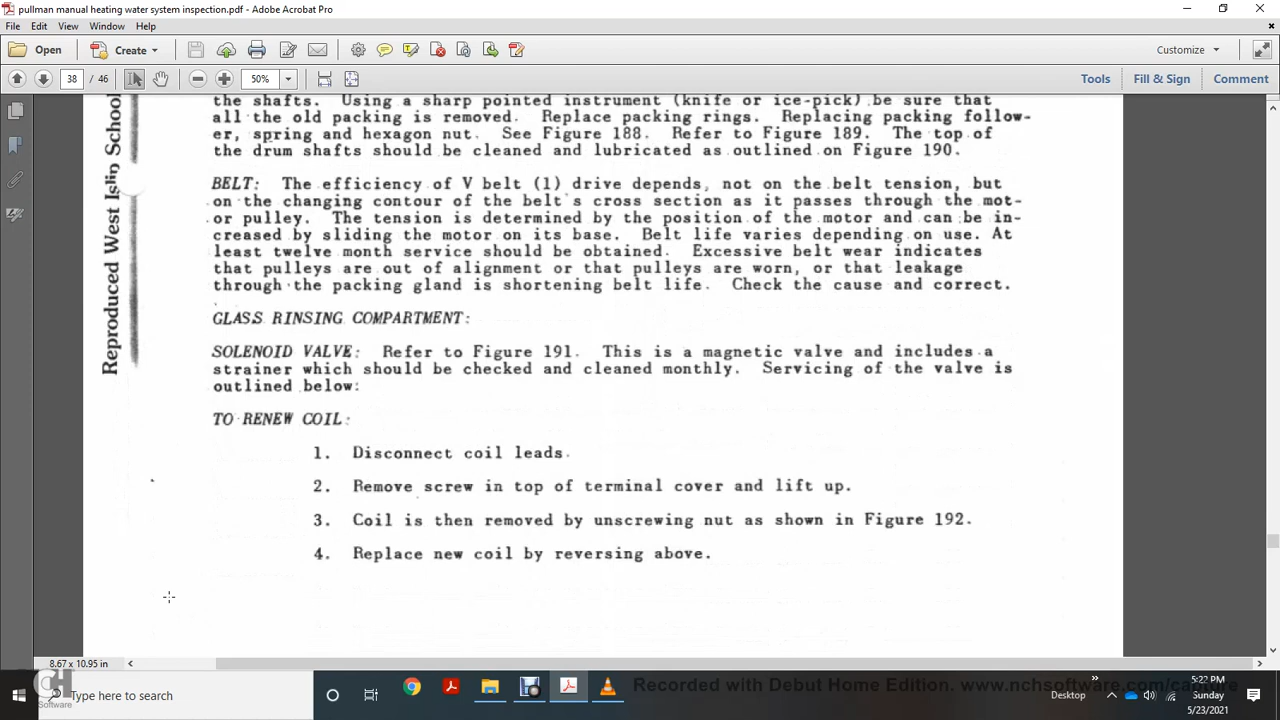 pullman manual heating water system inspection.pdf - Adobe Acrobat Pro
File Edit View Window Help
Open Create Customize
38 / 46 50% Tools Fill & Sign Comment
the shafts. Using a sharp pointed instrument (knife or ice-pick) be sure that
all the old packing is removed. Replace packing rings. Replacing packing follow-
er, spring and hexagon nut. See Figure 188. Refer to Figure 189. The top of
the drum shafts should be cleaned and lubricated as outlined on Figure 190.
BELT: The efficiency of V belt (1) drive depends, not on the belt tension, but
on the changing contour of the belt's cross section as it passes through the mot-
or pulley. The tension is determined by the position of the motor and can be in-
creased by sliding the motor on its base. Belt life varies depending on use. At
least twelve month service should be obtained. Excessive belt wear indicates
that pulleys are out of alignment or that pulleys are worn, or that leakage
through the packing gland is shortening belt life. Check the cause and correct.
GLASS RINSING COMPARTMENT:
SOLENOID VALVE: Refer to Figure 191. This is a magnetic valve and includes a
strainer which should be checked and cleaned monthly. Servicing of the valve is
outlined below:
TO RENEW COIL:
1. Disconnect coil leads.
2. Remove screw in top of terminal cover and lift up.
3. Coil is then removed by unscrewing nut as shown in Figure 192.
4. Replace new coil by reversing above.
Reproduced West Islip School
8.67 x 10.95 in
Type here to search
Recorded with Debut Home Edition. www.nchsoftware.com/capture
Desktop
5:22 PM
Sunday
5/23/2021
CH
Software